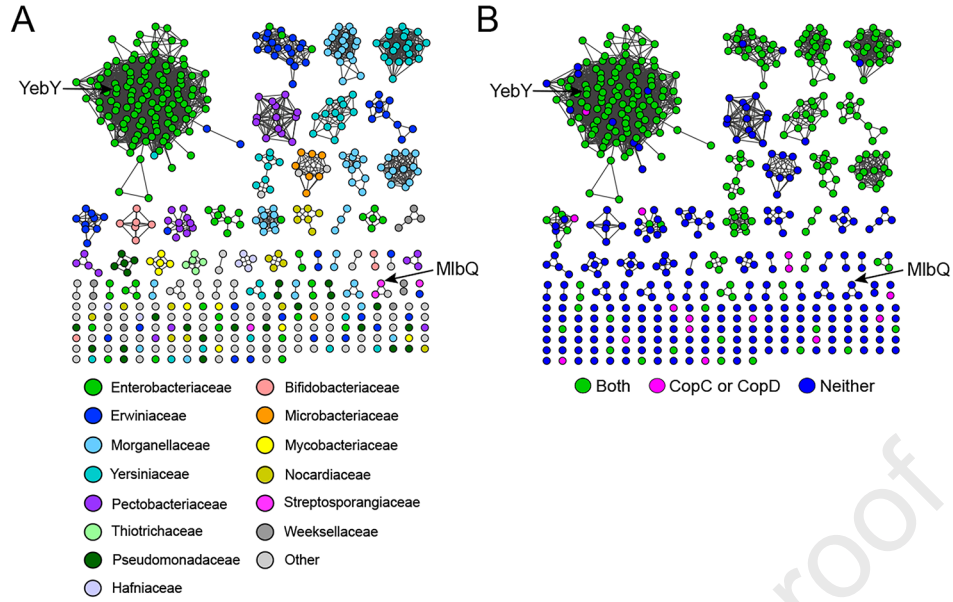 A
B
YebY
YebY
MlbQ
MlbQ
Enterobacteriaceae
Erwiniaceae
Morganellaceae
Yersiniaceae
Pectobacteriaceae
Thiotrichaceae
Pseudomonadaceae
Hafniaceae
Bifidobacteriaceae
Microbacteriaceae
Mycobacteriaceae
Nocardiaceae
Streptosporangiaceae
Weeksellaceae
Other
Both CopC or CopD Neither
roof